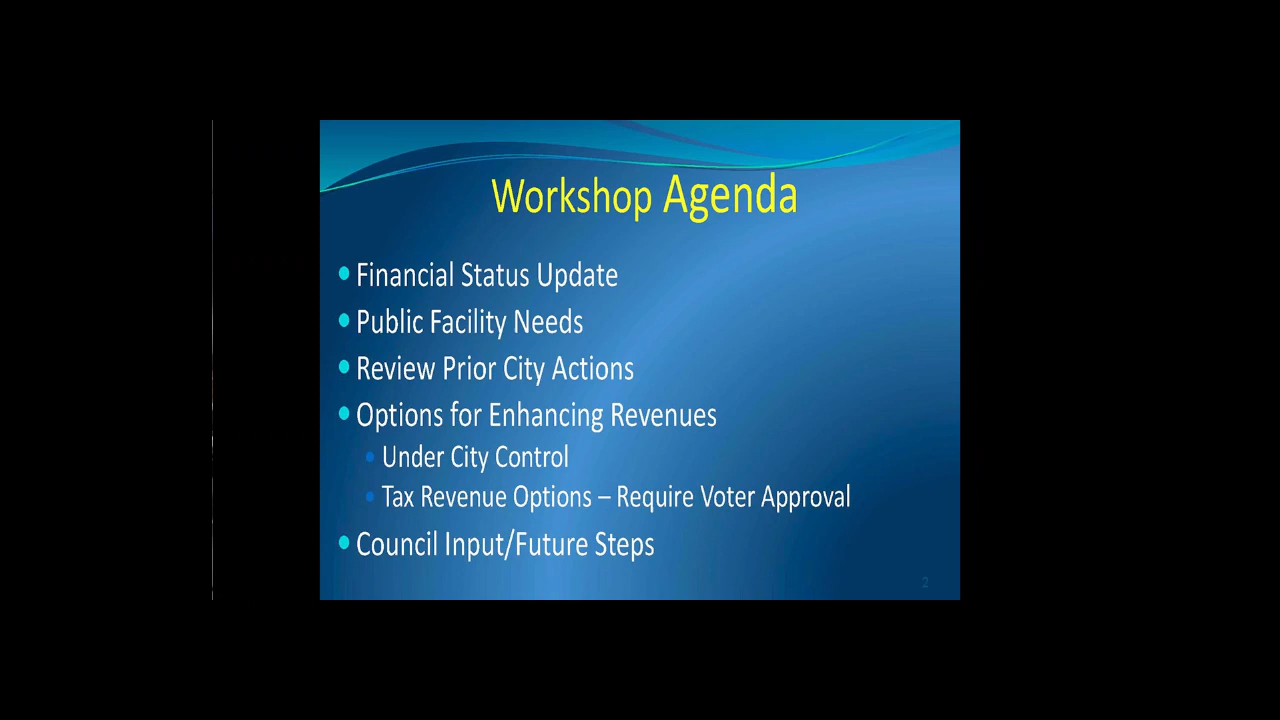 Workshop Agenda
• Financial Status Update
• Public Facility Needs
• Review Prior City Actions
• Options for Enhancing Revenues
• Under City Control
• Tax Revenue Options – Require Voter Approval
• Council Input/Future Steps
2